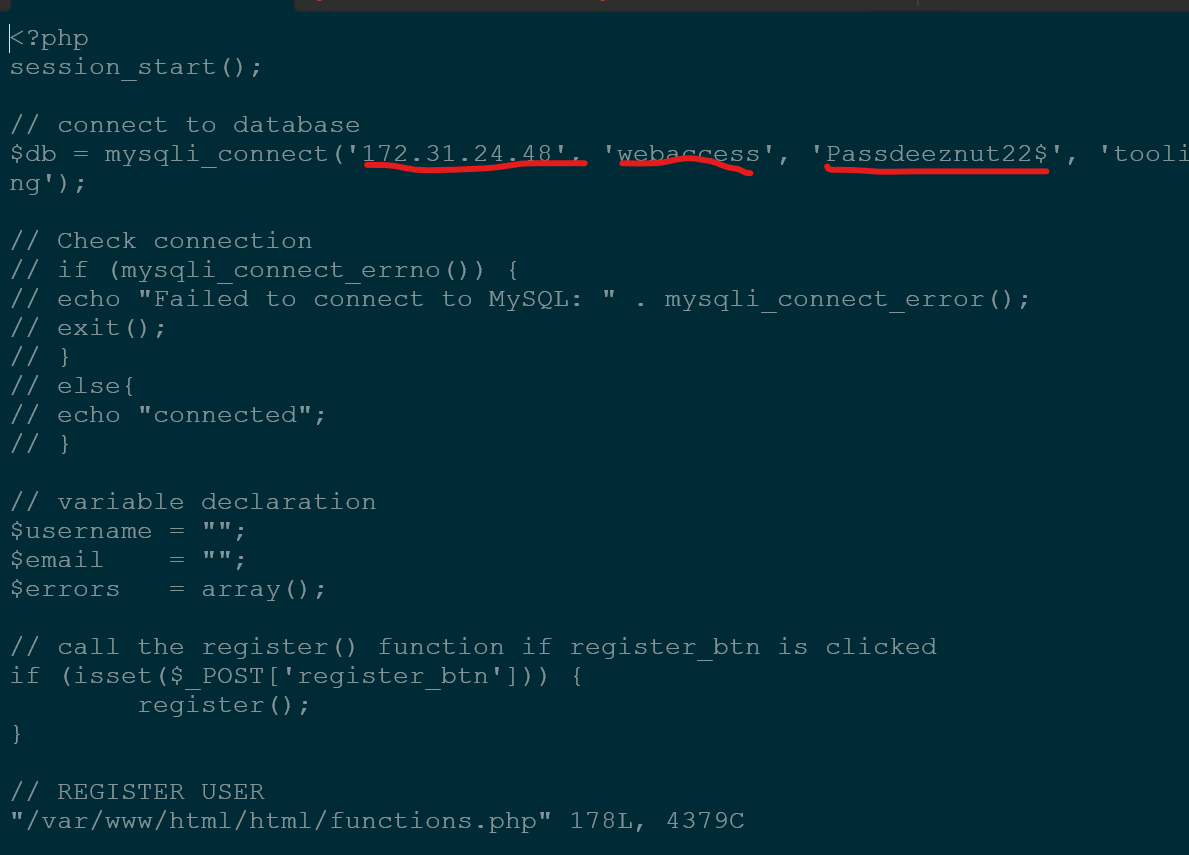 <?php
session_start();
// connect to database
$db = mysqli_connect('172.31.24.48', 'webaccess', 'Passdeeznut22$', 'tooli
ng');
// Check connection
// if (mysqli_connect_errno()) {
// echo "Failed to connect to MySQL: " . mysqli_connect_error();
// exit();
// }
// else{
// echo "connected";
// }
// variable declaration
$username = "";
$email    = "";
$errors   = array();
// call the register() function if register_btn is clicked
if (isset($_POST['register_btn'])) {
        register();
}
// REGISTER USER
"/var/www/html/html/functions.php" 178L, 4379C